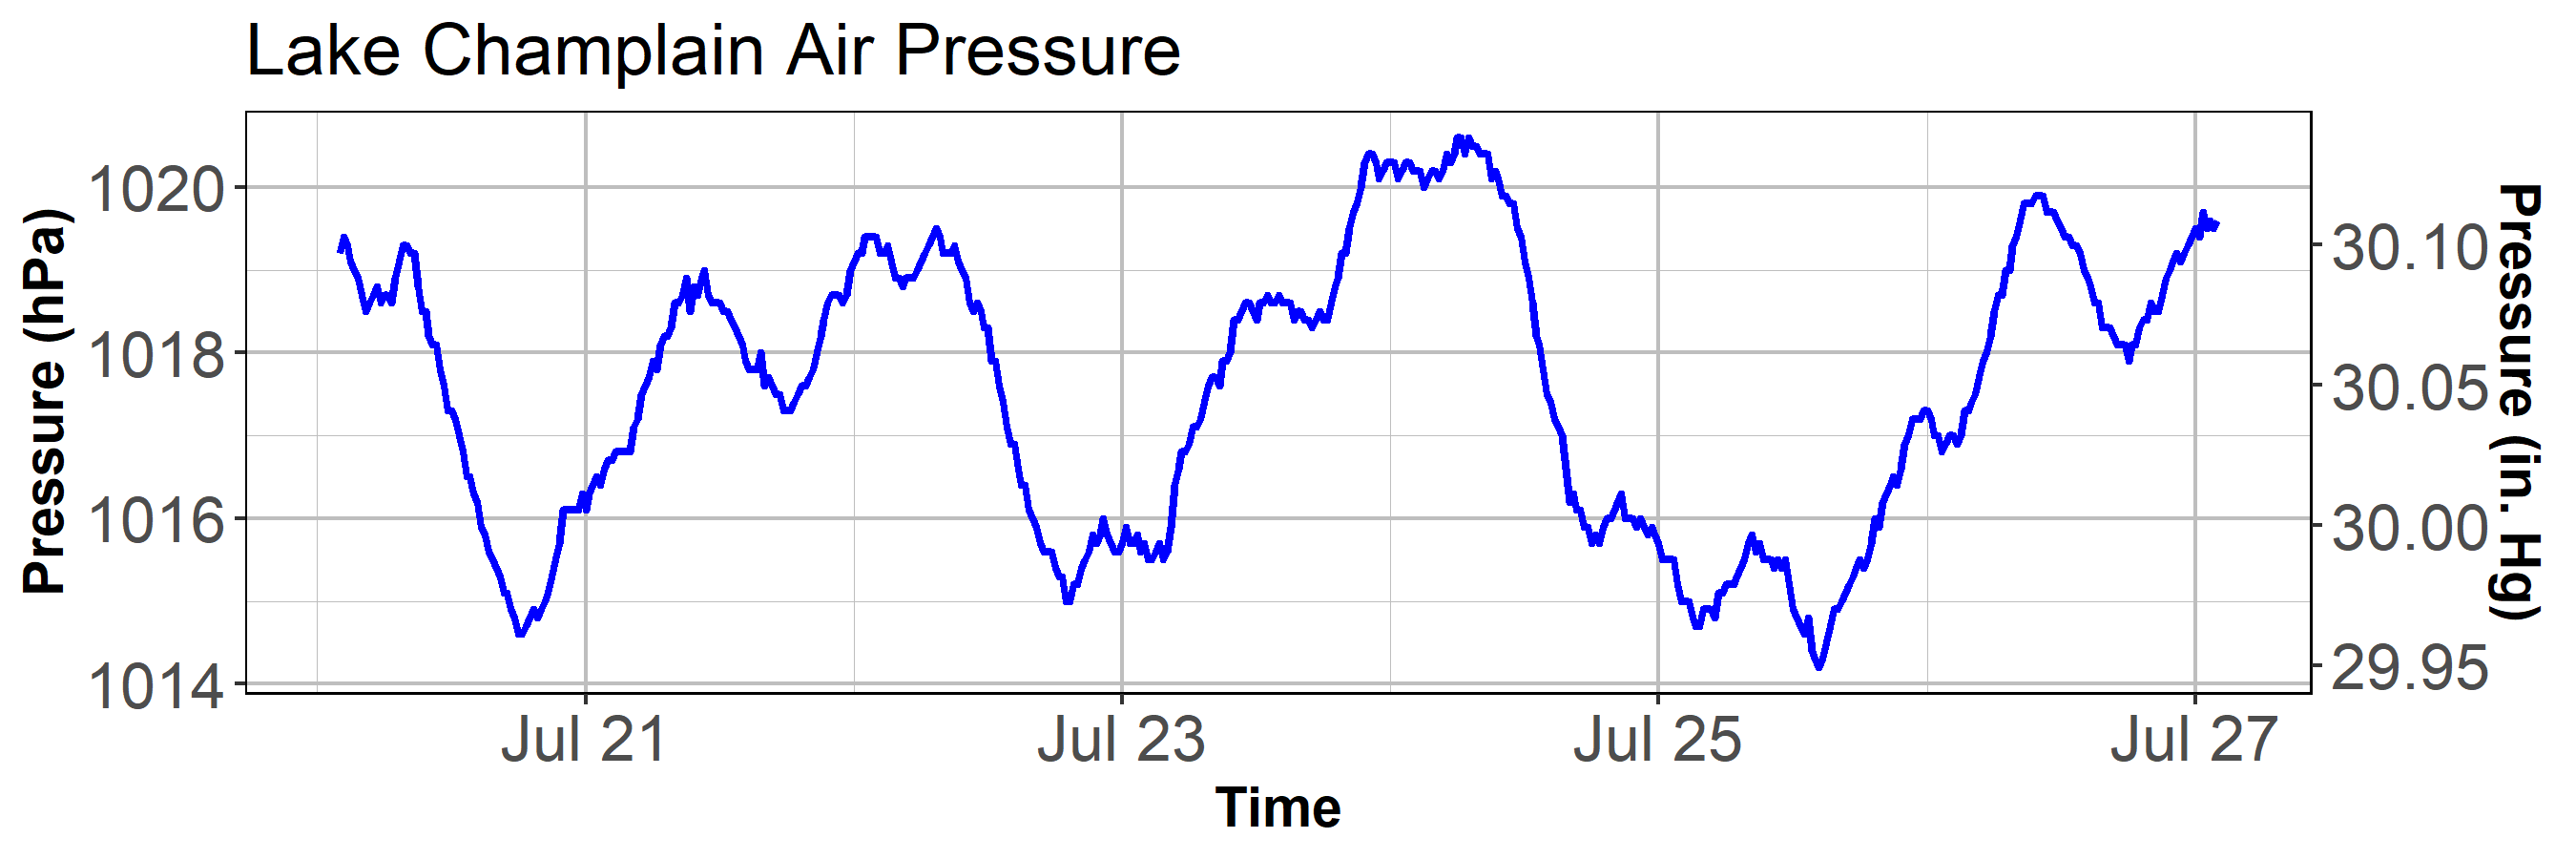 Lake Champlain Air Pressure
Pressure (hPa)
1020
1018
1016
1014
30.10
30.05
30.00
29.95
Pressure (in. Hg)
Jul 21 Jul 23 Jul 25 Jul 27
Time